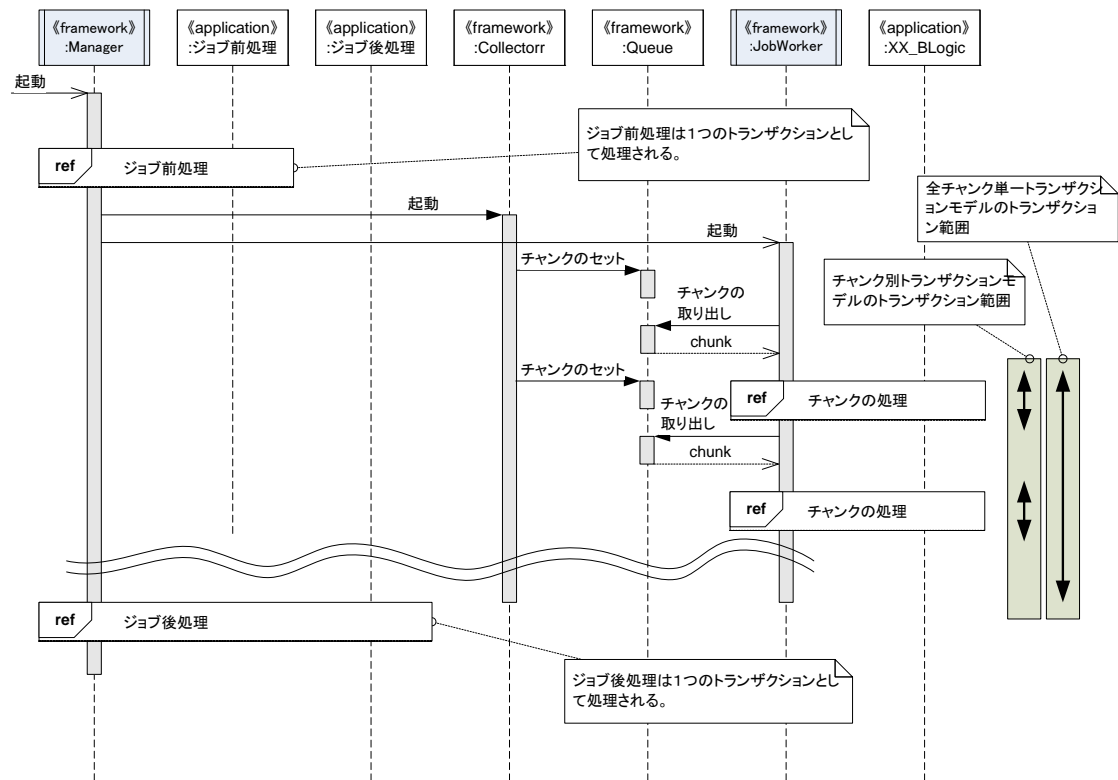 《framework》
:Manager
《application》
:ジョブ前処理
《application》
:ジョブ後処理
《framework》
:Collectorr
《framework》
:Queue
《framework》
:JobWorker
《application》
:XX_BLogic
起動
ジョブ前処理は1つのトランザクションとし
て処理される。
ref ジョブ前処理
全チャンク単一トランザクシ
ョンモデルのトランザクション
範囲
起動
起動
チャンクのセット
チャンク別トランザクションモ
デルのトランザクション範囲
チャンクの
取り出し
chunk
チャンクのセット
ref チャンクの処理
チャンクの
取り出し
chunk
ref チャンクの処理
ref ジョブ後処理
ジョブ後処理は1つのトランザクションとし
て処理される。